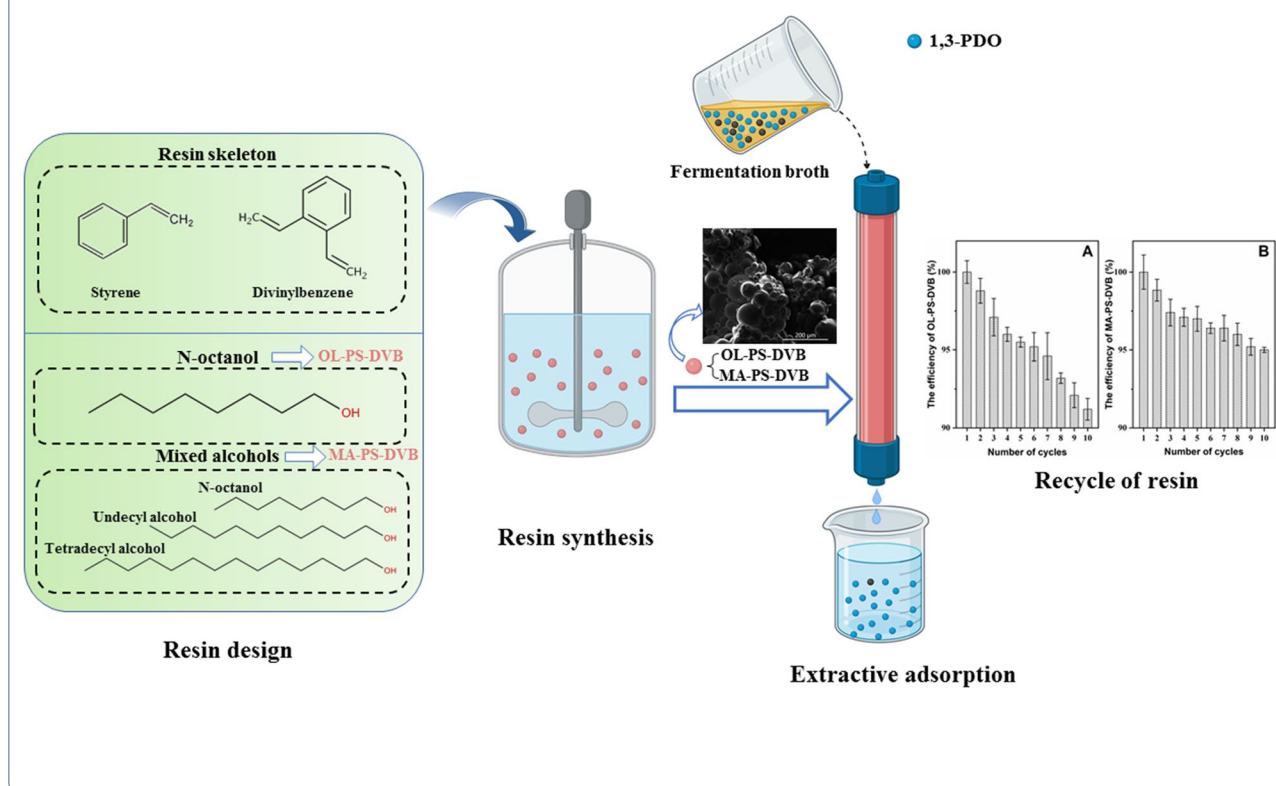 1,3-PDO
Fermentation broth
Resin skeleton
CH₂
H₂C
CH₂
Styrene
Divinylbenzene
N-octanol
OL-PS-DVB
OH
Mixed alcohols
MA-PS-DVB
N-octanol
OH
Undecyl alcohol
OH
Tetradecyl alcohol
OH
Resin design
Resin synthesis
200 μm
OL-PS-DVB
MA-PS-DVB
Extractive adsorption
A
The efficiency of OL-PS-DVB (%)
100
95
90
1 2 3 4 5 6 7 8 9 10
Number of cycles
B
The efficiency of MA-PS-DVB (%)
100
95
90
1 2 3 4 5 6 7 8 9 10
Number of cycles
Recycle of resin